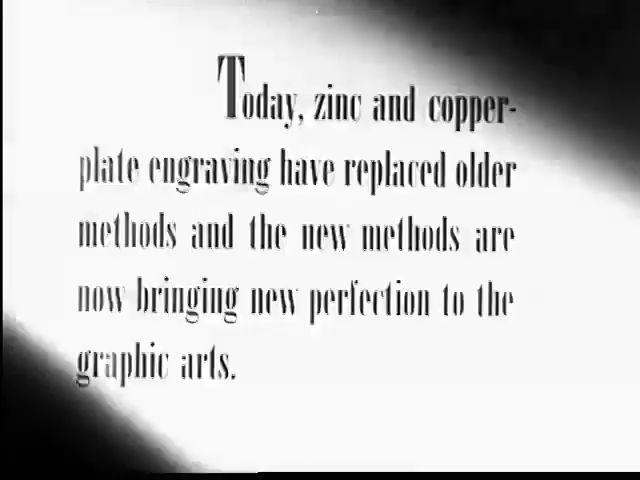 Today, zinc and copper-
plate engraving have replaced older
methods and the new methods are
now bringing new perfection to the
graphic arts.